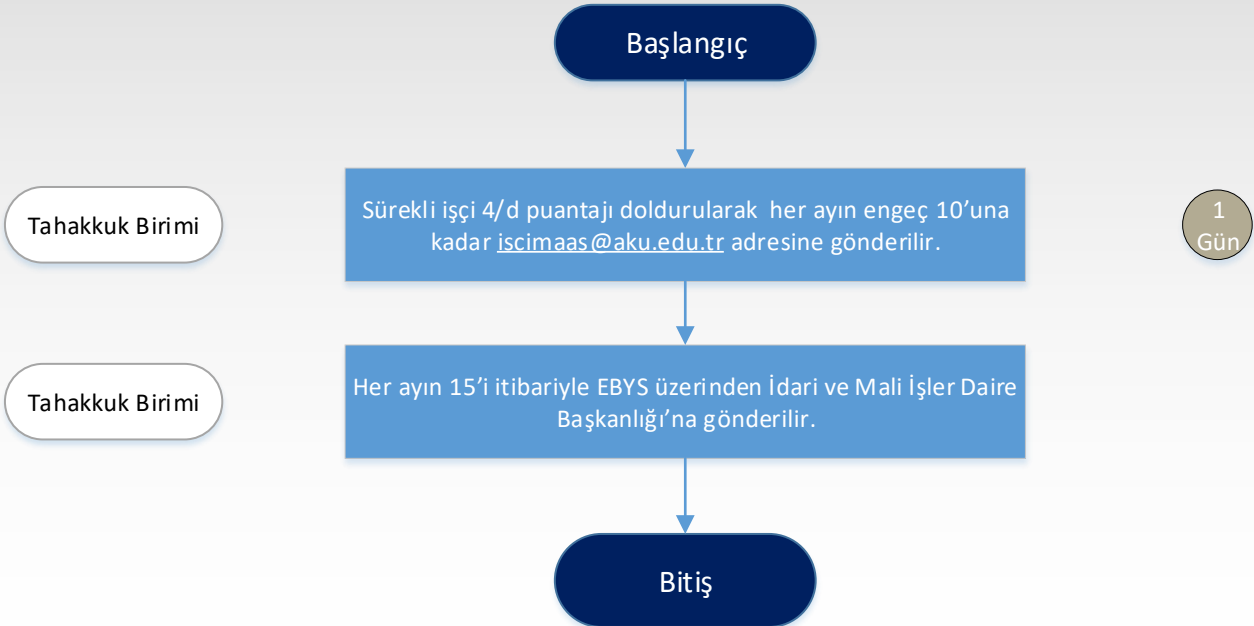 Başlangıç
Tahakkuk Birimi
Sürekli işçi 4/d puantajı doldurularak her ayın engeç 10’una
kadar iscimaas@aku.edu.tr adresine gönderilir.
1
Gün
Tahakkuk Birimi
Her ayın 15’i itibariyle EBYS üzerinden İdari ve Mali İşler Daire
Başkanlığı’na gönderilir.
Bitiş